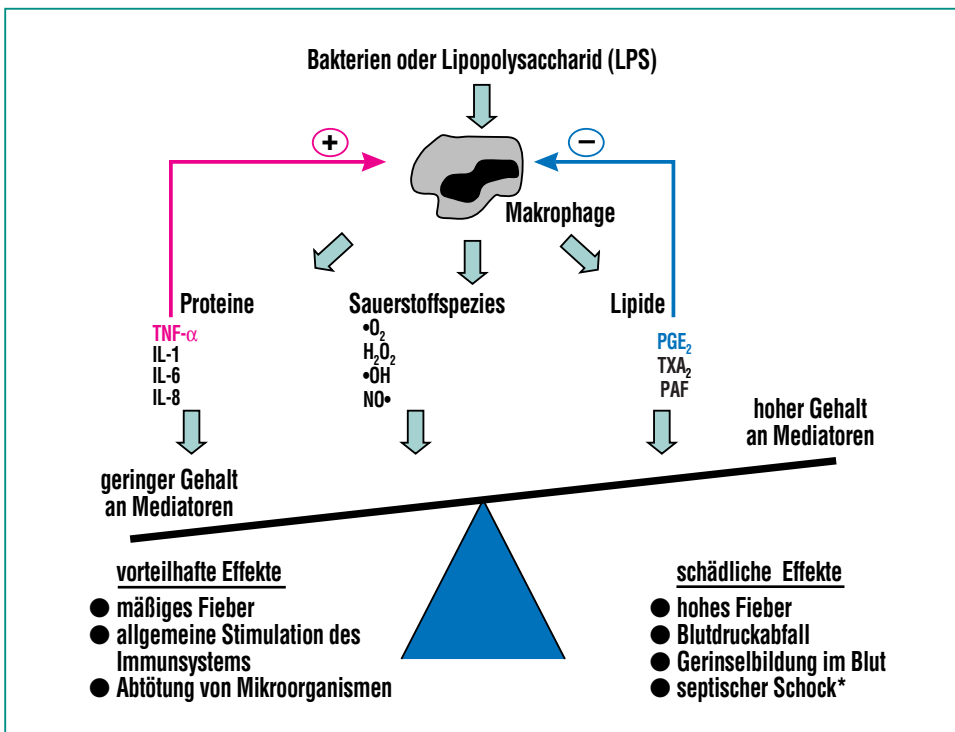 Bakterien oder Lipopolysaccharid (LPS)
+
−
Makrophage
Proteine
TNF-α
IL-1
IL-6
IL-8
Sauerstoffspezies
•O₂
H₂O₂
•OH
NO•
Lipide
PGE₂
TXA₂
PAF
hoher Gehalt
an Mediatoren
geringer Gehalt
an Mediatoren
vorteilhafte Effekte
● mäßiges Fieber
● allgemeine Stimulation des
Immunsystems
● Abtötung von Mikroorganismen
schädliche Effekte
● hohes Fieber
● Blutdruckabfall
● Gerinselbildung im Blut
● septischer Schock*